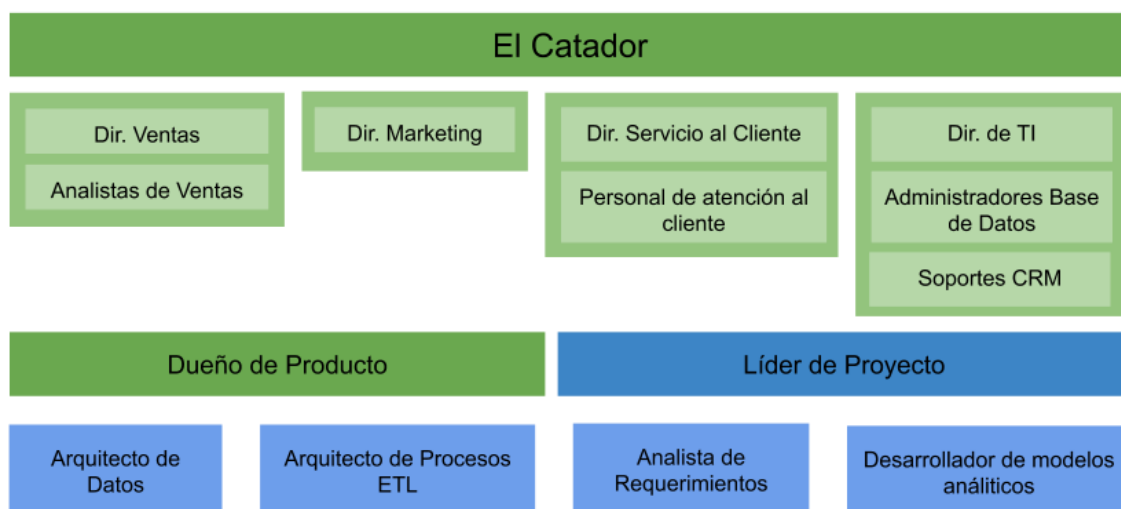 El Catador
Dir. Ventas
Analistas de Ventas
Dir. Marketing
Dir. Servicio al Cliente
Personal de atención al
cliente
Dir. de TI
Administradores Base
de Datos
Soportes CRM
Dueño de Producto
Líder de Proyecto
Arquitecto de
Datos
Arquitecto de Procesos
ETL
Analista de
Requerimientos
Desarrollador de modelos
análiticos